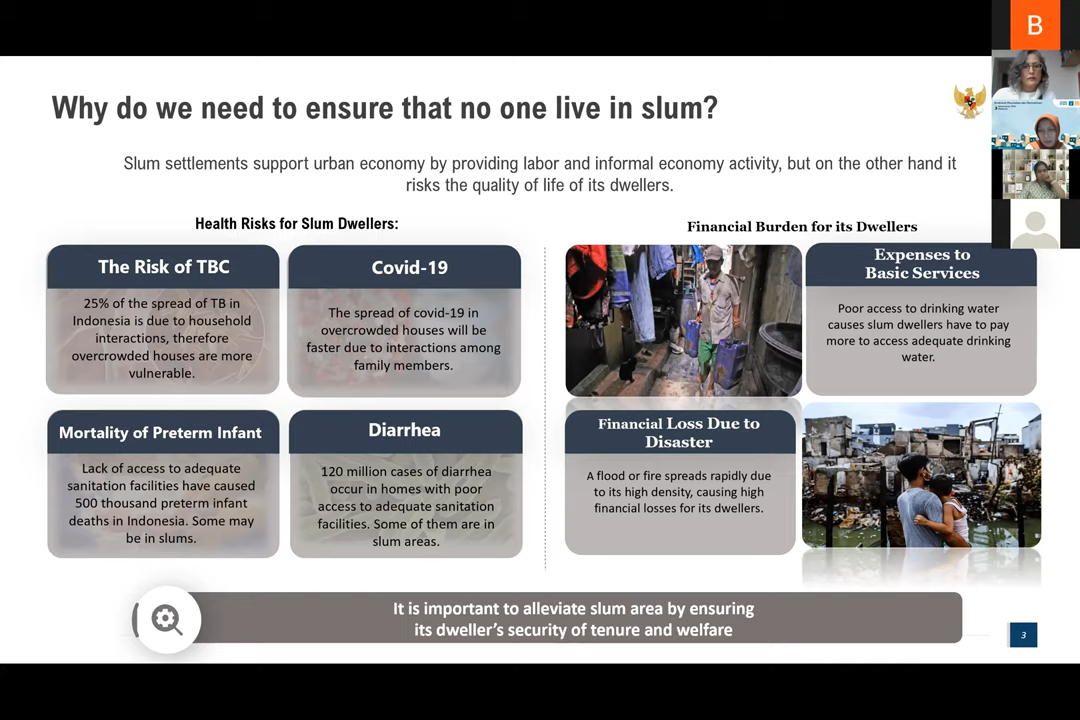 B
Why do we need to ensure that no one live in slum?
Slum settlements support urban economy by providing labor and informal economy activity, but on the other hand it
risks the quality of life of its dwellers.
Health Risks for Slum Dwellers:
The Risk of TBC
25% of the spread of TB in
Indonesia is due to household
interactions, therefore
overcrowded houses are more
vulnerable.
Covid-19
The spread of covid-19 in
overcrowded houses will be
faster due to interactions among
family members.
Mortality of Preterm Infant
Lack of access to adequate
sanitation facilities have caused
500 thousand preterm infant
deaths in Indonesia. Some may
be in slums.
Diarrhea
120 million cases of diarrhea
occur in homes with poor
access to adequate sanitation
facilities. Some of them are in
slum areas.
Financial Burden for its Dwellers
Expenses to
Basic Services
Poor access to drinking water
causes slum dwellers have to pay
more to access adequate drinking
water.
Financial Loss Due to
Disaster
A flood or fire spreads rapidly due
to its high density, causing high
financial losses for its dwellers.
It is important to alleviate slum area by ensuring
its dweller's security of tenure and welfare
3